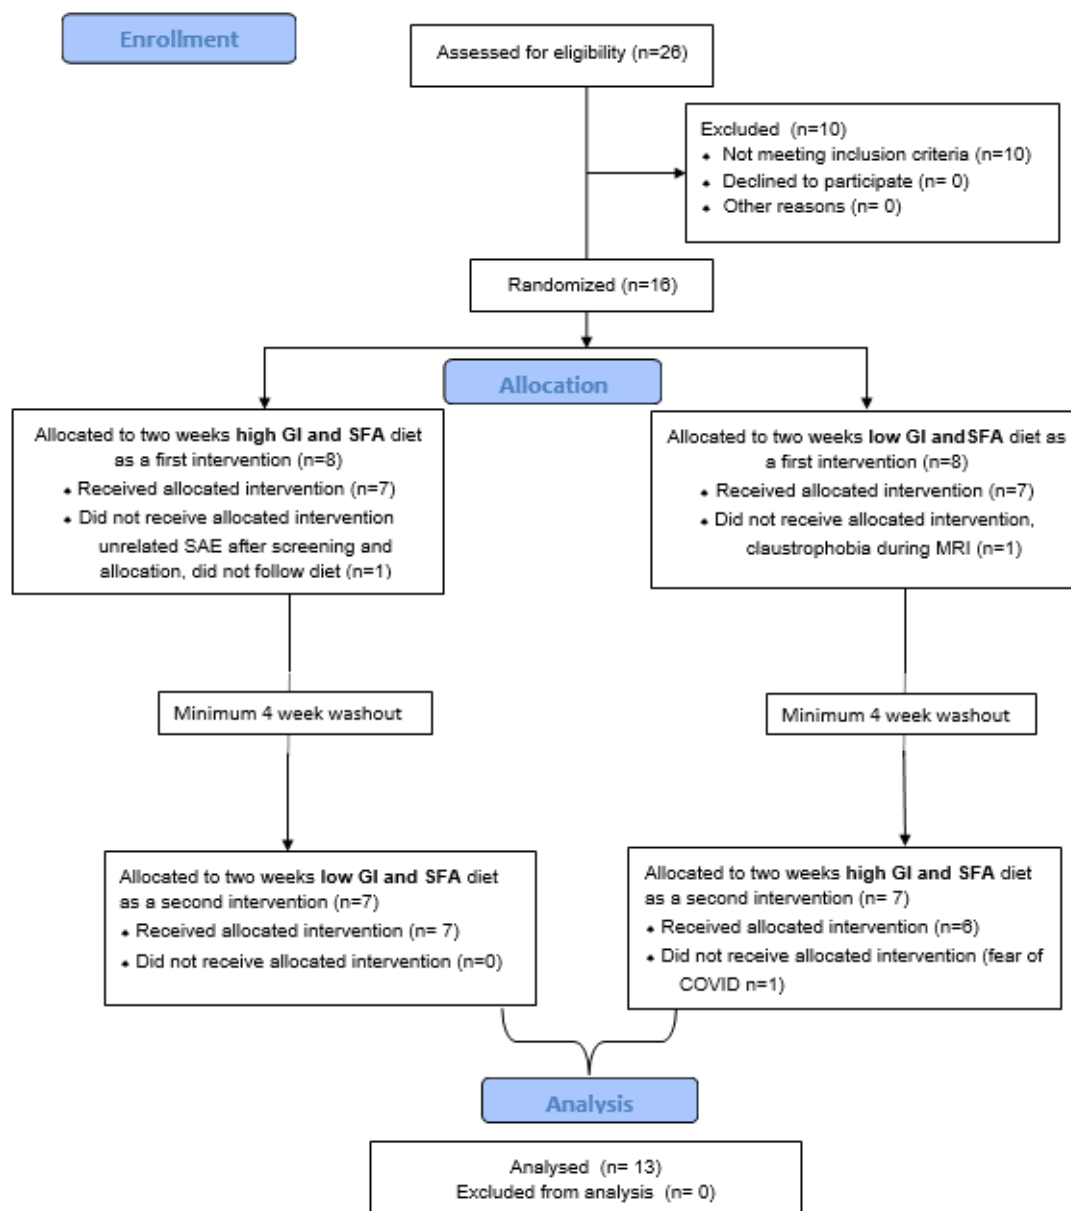 Enrollment
Assessed for eligibility (n=26)
Excluded (n=10)
• Not meeting inclusion criteria (n=10)
• Declined to participate (n= 0)
• Other reasons (n= 0)
Randomized (n=16)
Allocation
Allocated to two weeks high GI and SFA diet
as a first intervention (n=8)
• Received allocated intervention (n=7)
• Did not receive allocated intervention
unrelated SAE after screening and
allocation, did not follow diet (n=1)
Allocated to two weeks low GI andSFA diet as
a first intervention (n=8)
• Received allocated intervention (n=7)
• Did not receive allocated intervention,
claustrophobia during MRI (n=1)
Minimum 4 week washout
Minimum 4 week washout
Allocated to two weeks low GI and SFA diet
as a second intervention (n=7)
• Received allocated intervention (n= 7)
• Did not receive allocated intervention (n=0)
Allocated to two weeks high GI and SFA diet
as a second intervention (n= 7)
• Received allocated intervention (n=6)
• Did not receive allocated intervention (fear of
COVID n=1)
Analysis
Analysed (n= 13)
Excluded from analysis (n= 0)